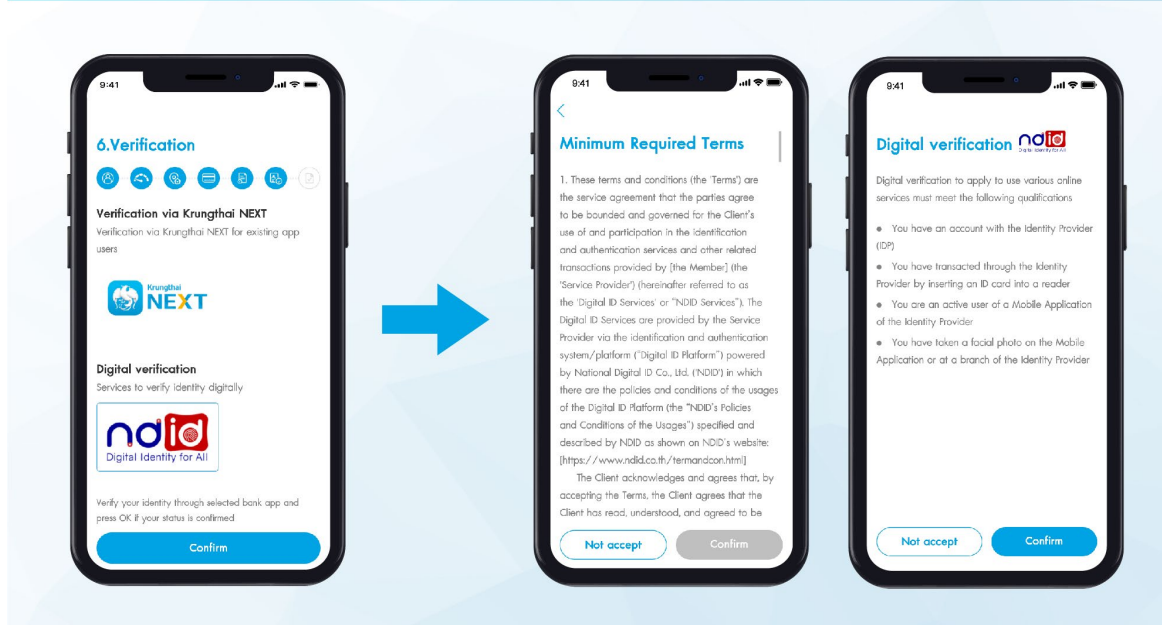 9:41
6.Verification
Verification via Krungthai NEXT
Verification via Krungthai NEXT for existing app
users
Krungthai
NEXT
Digital verification
Services to verify identity digitally
ndid
Digital Identity for All
Verify your identity through selected bank app and
press OK if your status is confirmed
Confirm
9:41
Minimum Required Terms
1. These terms and conditions (the 'Terms') are
the service agreement that the parties agree
to be bounded and governed for the Client's
use of and participation in the identification
and authentication services and other related
transactions provided by [the Member] (the
'Service Provider') (hereinafter referred to as
the 'Digital ID Services' or "NDID Services"). The
Digital ID Services are provided by the Service
Provider via the identification and authentication
system/platform ("Digital ID Platform") powered
by National Digital ID Co., Ltd. ('NDID') in which
there are the policies and conditions of the usages
of the Digital ID Platform (the "NDID's Policies
and Conditions of the Usages") specified and
described by NDID as shown on NDID's website:
[https://www.ndid.co.th/termandcon.html]
The Client acknowledges and agrees that, by
accepting the Terms, the Client agrees that the
Client has read, understood, and agreed to be
Not accept
Confirm
9:41
Digital verification
ndid
Digital Identity for All
Digital verification to apply to use various online
services must meet the following qualifications
• You have an account with the Identity Provider
(IDP)
• You have transacted through the Identity
Provider by inserting an ID card into a reader
• You are an active user of a Mobile Application
of the Identity Provider
• You have taken a facial photo on the Mobile
Application or at a branch of the Identity Provider
Not accept
Confirm